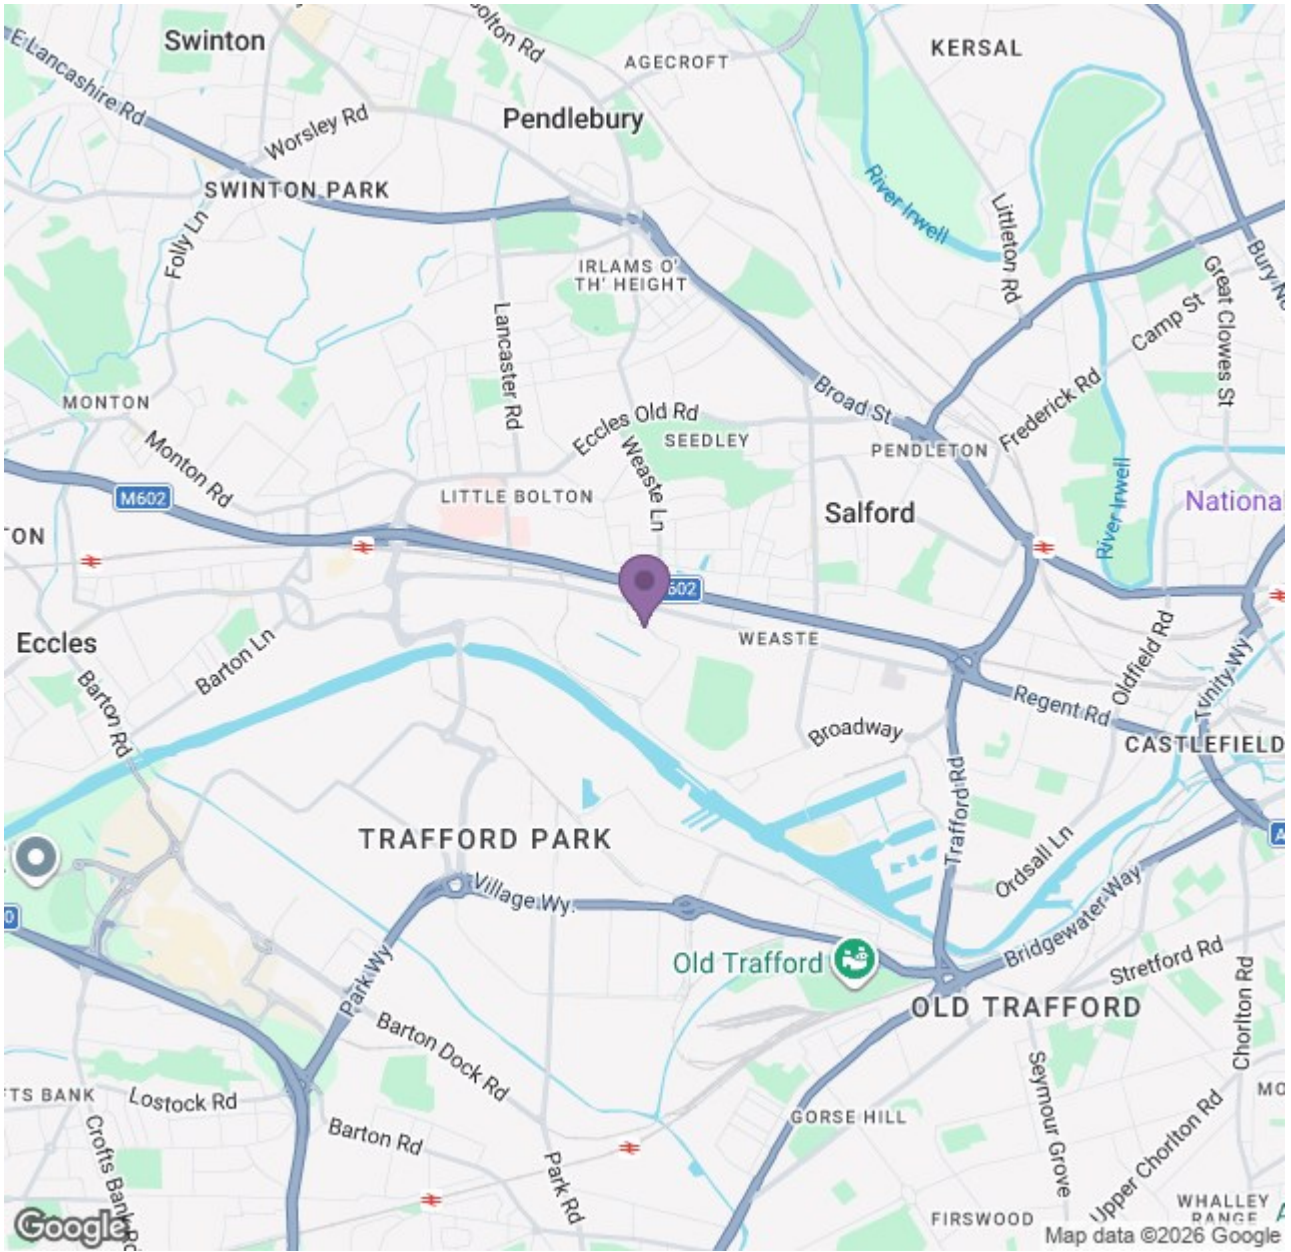 Swinton
Bolton Rd
AGECROFT
KERSAL
E Lancashire Rd
Pendlebury
Worsley Rd
SWINTON PARK
River Irwell
Littleton Rd
Folly Ln
IRLAMS O'
TH' HEIGHT
Great Clowes St
Camp St
Lancaster Rd
Broad St
Frederick Rd
MONTON
Eccles Old Rd
SEEDLEY
PENDLETON
Monton Rd
Weaste Ln
M602
LITTLE BOLTON
Salford
River Irwell
National
TON
602
Eccles
Barton Ln
WEASTE
Oldfield Rd
Trinity Wy
Barton Rd
Regent Rd
Broadway
CASTLEFIELD
Trafford Rd
TRAFFORD PARK
A
Ordsall Ln
Village Wy.
0
Bridgewater Way
Old Trafford
Stretford Rd
Park Wy
OLD TRAFFORD
Chorlton Rd
Barton Dock Rd
Seymour Grove
FTS BANK
Lostock Rd
MO
GORSE HILL
Barton Rd
Crofts Bank Rd
Park Rd
Upper Chorlton Rd
WHALLEY
RANGE
FIRSWOOD
Google
Map data ©2026 Google